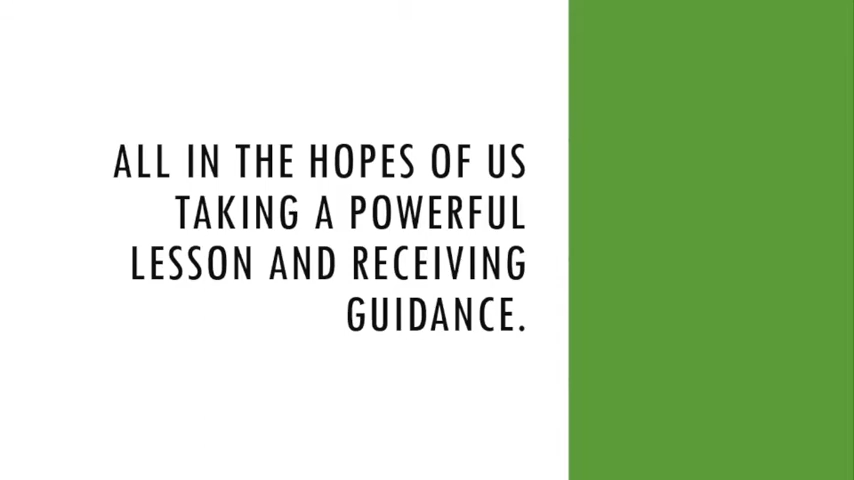 ALL IN THE HOPES OF US
TAKING A POWERFUL
LESSON AND RECEIVING
GUIDANCE.